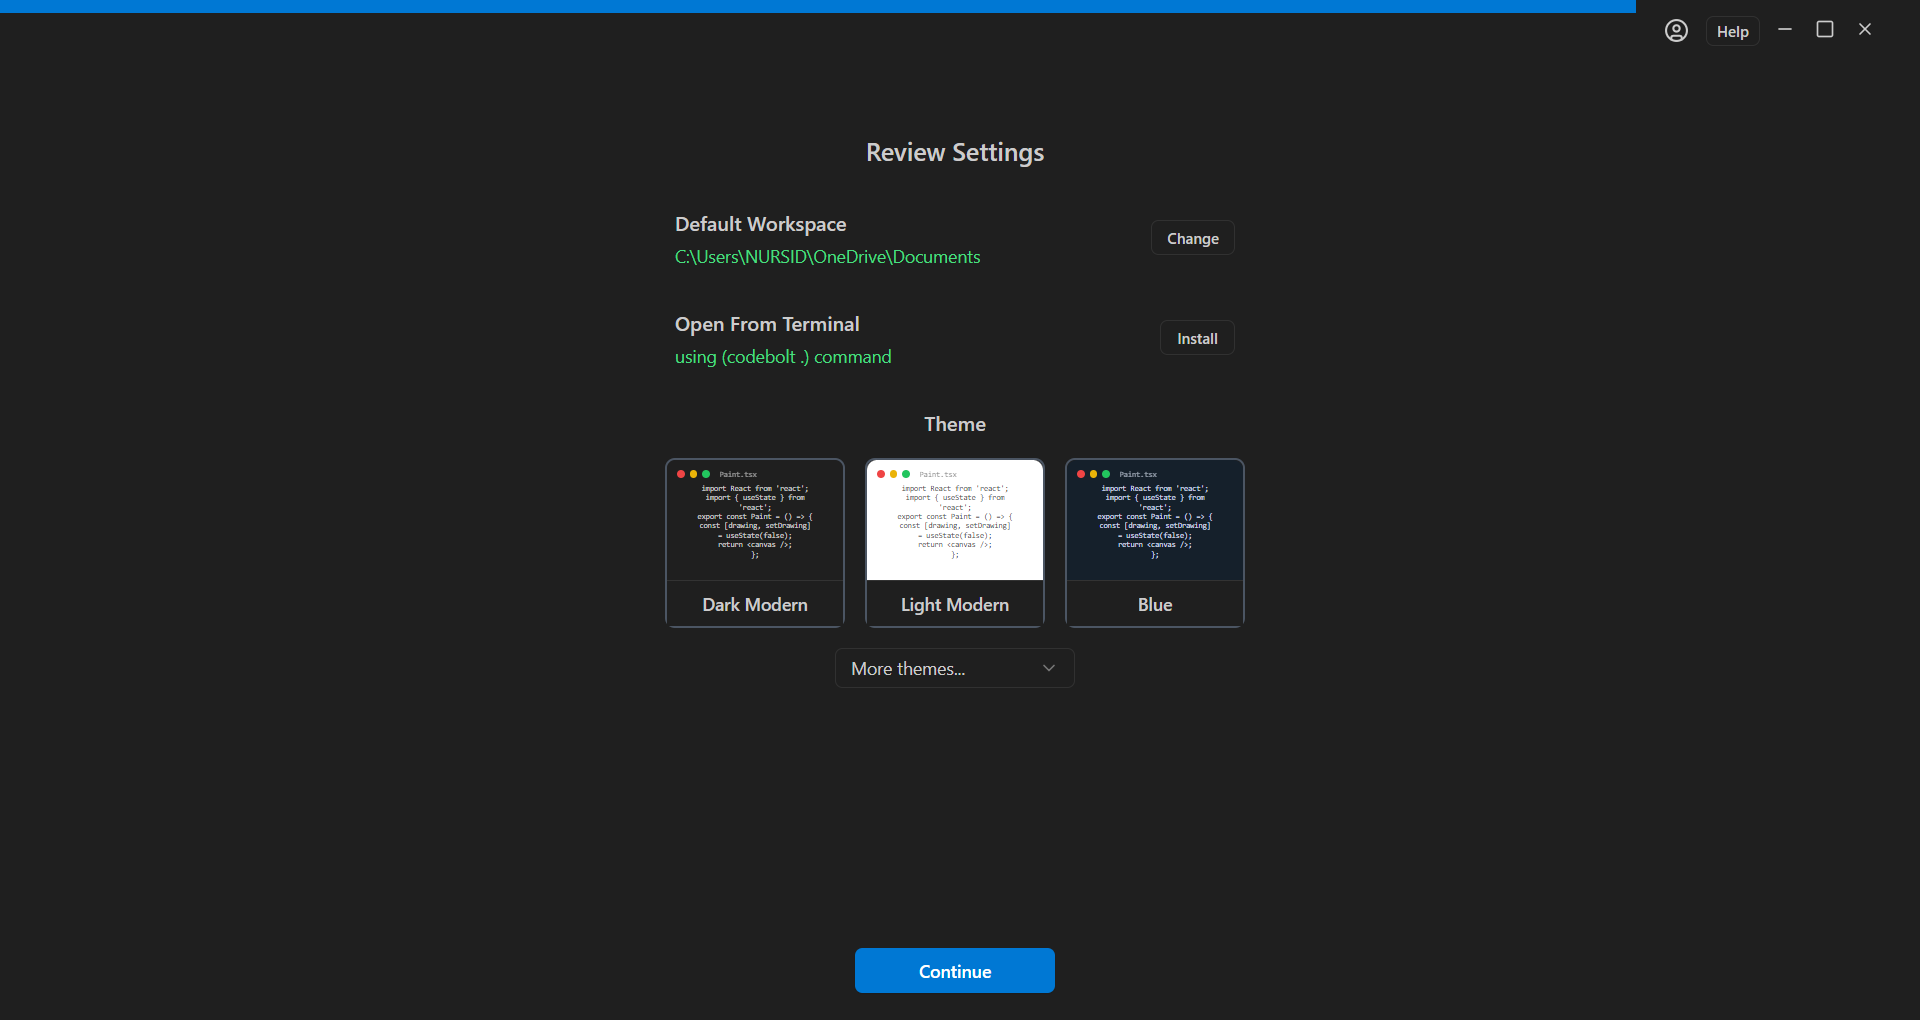 Help
Review Settings
Default Workspace
C:\Users\NURSID\OneDrive\Documents
Change
Open From Terminal
using (codebolt .) command
Install
Theme
Paint.tsx
import React from 'react';
import { useState } from
'react';
export const Paint = () => {
const [drawing, setDrawing]
= useState(false);
return <canvas />;
};
Dark Modern
Paint.tsx
import React from 'react';
import { useState } from
'react';
export const Paint = () => {
const [drawing, setDrawing]
= useState(false);
return <canvas />;
};
Light Modern
Paint.tsx
import React from 'react';
import { useState } from
'react';
export const Paint = () => {
const [drawing, setDrawing]
= useState(false);
return <canvas />;
};
Blue
More themes...
Continue